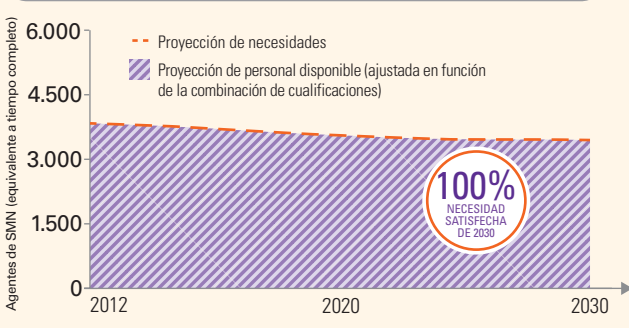 Agentes de SMN (equivalente a tiempo completo)
6.000
4.500
3.000
1.500
0
Proyección de necesidades
Proyección de personal disponible (ajustada en función
de la combinación de cualificaciones)
100%
NECESIDAD
SATISFECHA
DE 2030
2012
2020
2030